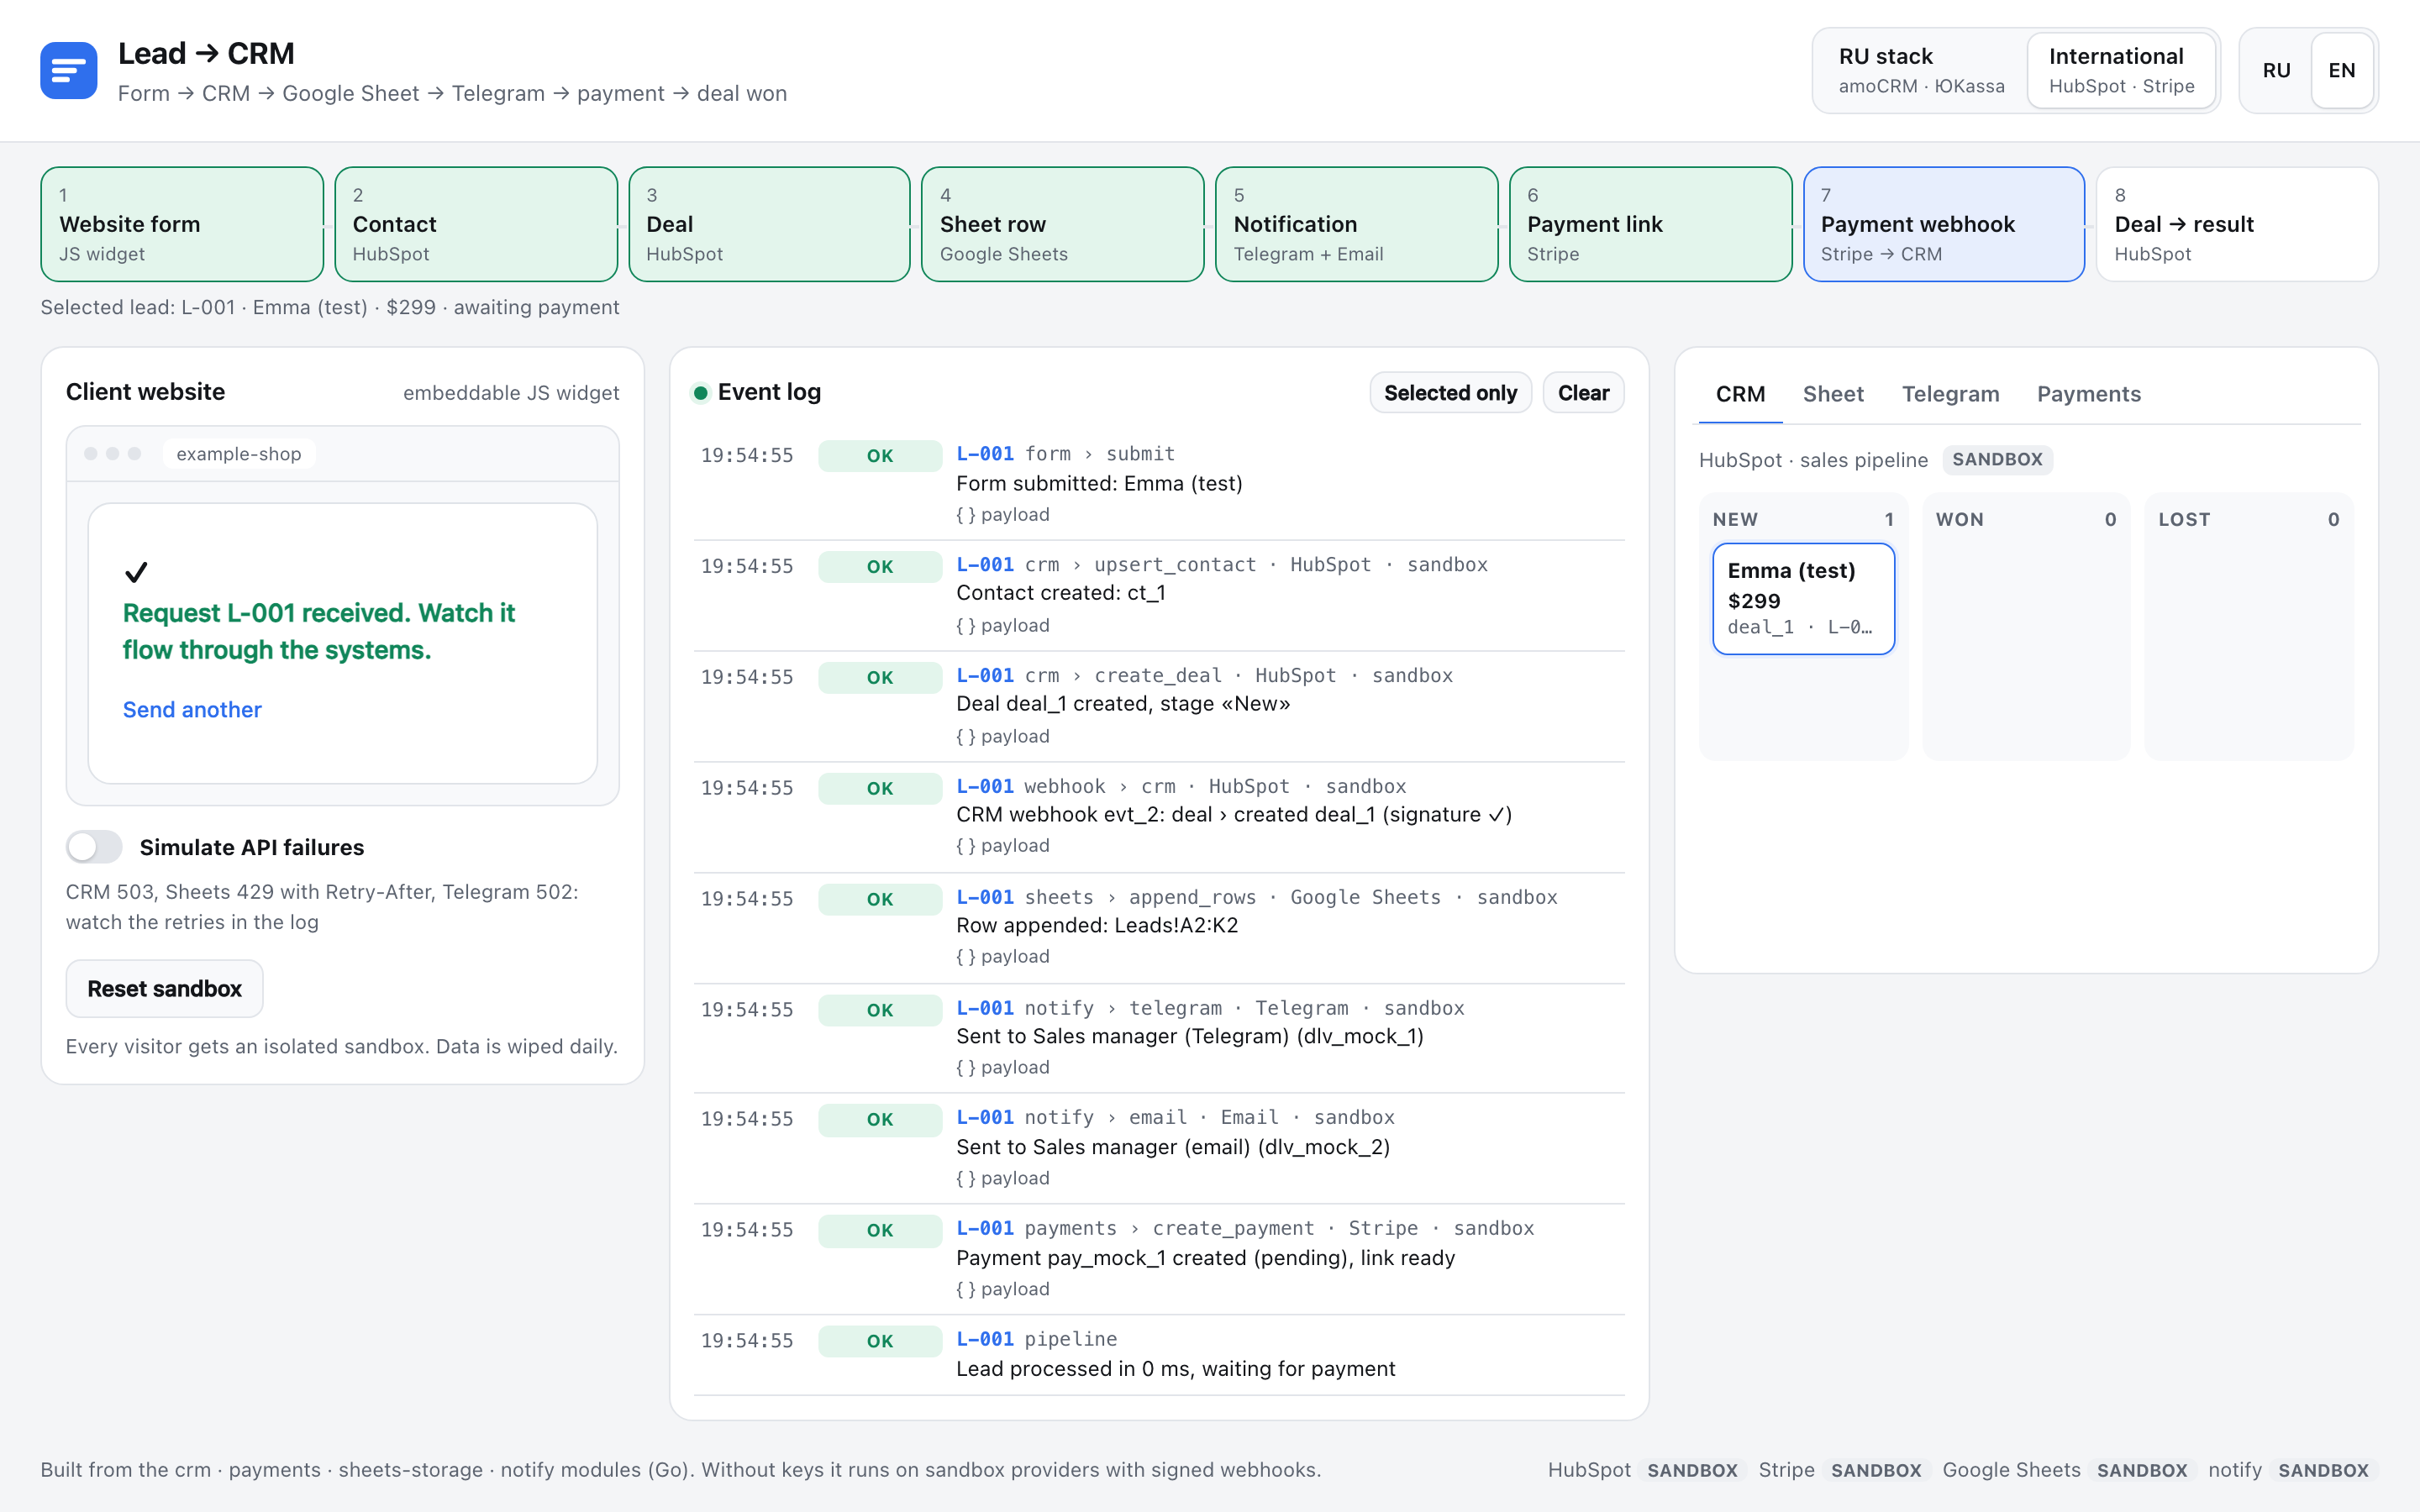 Lead → CRM
Form → CRM → Google Sheet → Telegram → payment → deal won
RU stack
amoCRM · ЮKassa
International
HubSpot · Stripe
RU
EN
1
Website form
JS widget
2
Contact
HubSpot
3
Deal
HubSpot
4
Sheet row
Google Sheets
5
Notification
Telegram + Email
6
Payment link
Stripe
7
Payment webhook
Stripe → CRM
8
Deal → result
HubSpot
Selected lead: L-001 · Emma (test) · $299 · awaiting payment
Client website
embeddable JS widget
example-shop
✓
Request L-001 received. Watch it
flow through the systems.
Send another
Simulate API failures
CRM 503, Sheets 429 with Retry-After, Telegram 502:
watch the retries in the log
Reset sandbox
Every visitor gets an isolated sandbox. Data is wiped daily.
Event log
Selected only
Clear
19:54:55 OK L-001 form › submit
Form submitted: Emma (test)
{ } payload
19:54:55 OK L-001 crm › upsert_contact · HubSpot · sandbox
Contact created: ct_1
{ } payload
19:54:55 OK L-001 crm › create_deal · HubSpot · sandbox
Deal deal_1 created, stage «New»
{ } payload
19:54:55 OK L-001 webhook › crm · HubSpot · sandbox
CRM webhook evt_2: deal › created deal_1 (signature ✓)
{ } payload
19:54:55 OK L-001 sheets › append_rows · Google Sheets · sandbox
Row appended: Leads!A2:K2
{ } payload
19:54:55 OK L-001 notify › telegram · Telegram · sandbox
Sent to Sales manager (Telegram) (dlv_mock_1)
{ } payload
19:54:55 OK L-001 notify › email · Email · sandbox
Sent to Sales manager (email) (dlv_mock_2)
{ } payload
19:54:55 OK L-001 payments › create_payment · Stripe · sandbox
Payment pay_mock_1 created (pending), link ready
{ } payload
19:54:55 OK L-001 pipeline
Lead processed in 0 ms, waiting for payment
CRM
Sheet
Telegram
Payments
HubSpot · sales pipeline SANDBOX
NEW 1
Emma (test)
$299
deal_1 · L-0…
WON 0
LOST 0
Built from the crm · payments · sheets-storage · notify modules (Go). Without keys it runs on sandbox providers with signed webhooks.
HubSpot SANDBOX Stripe SANDBOX Google Sheets SANDBOX notify SANDBOX